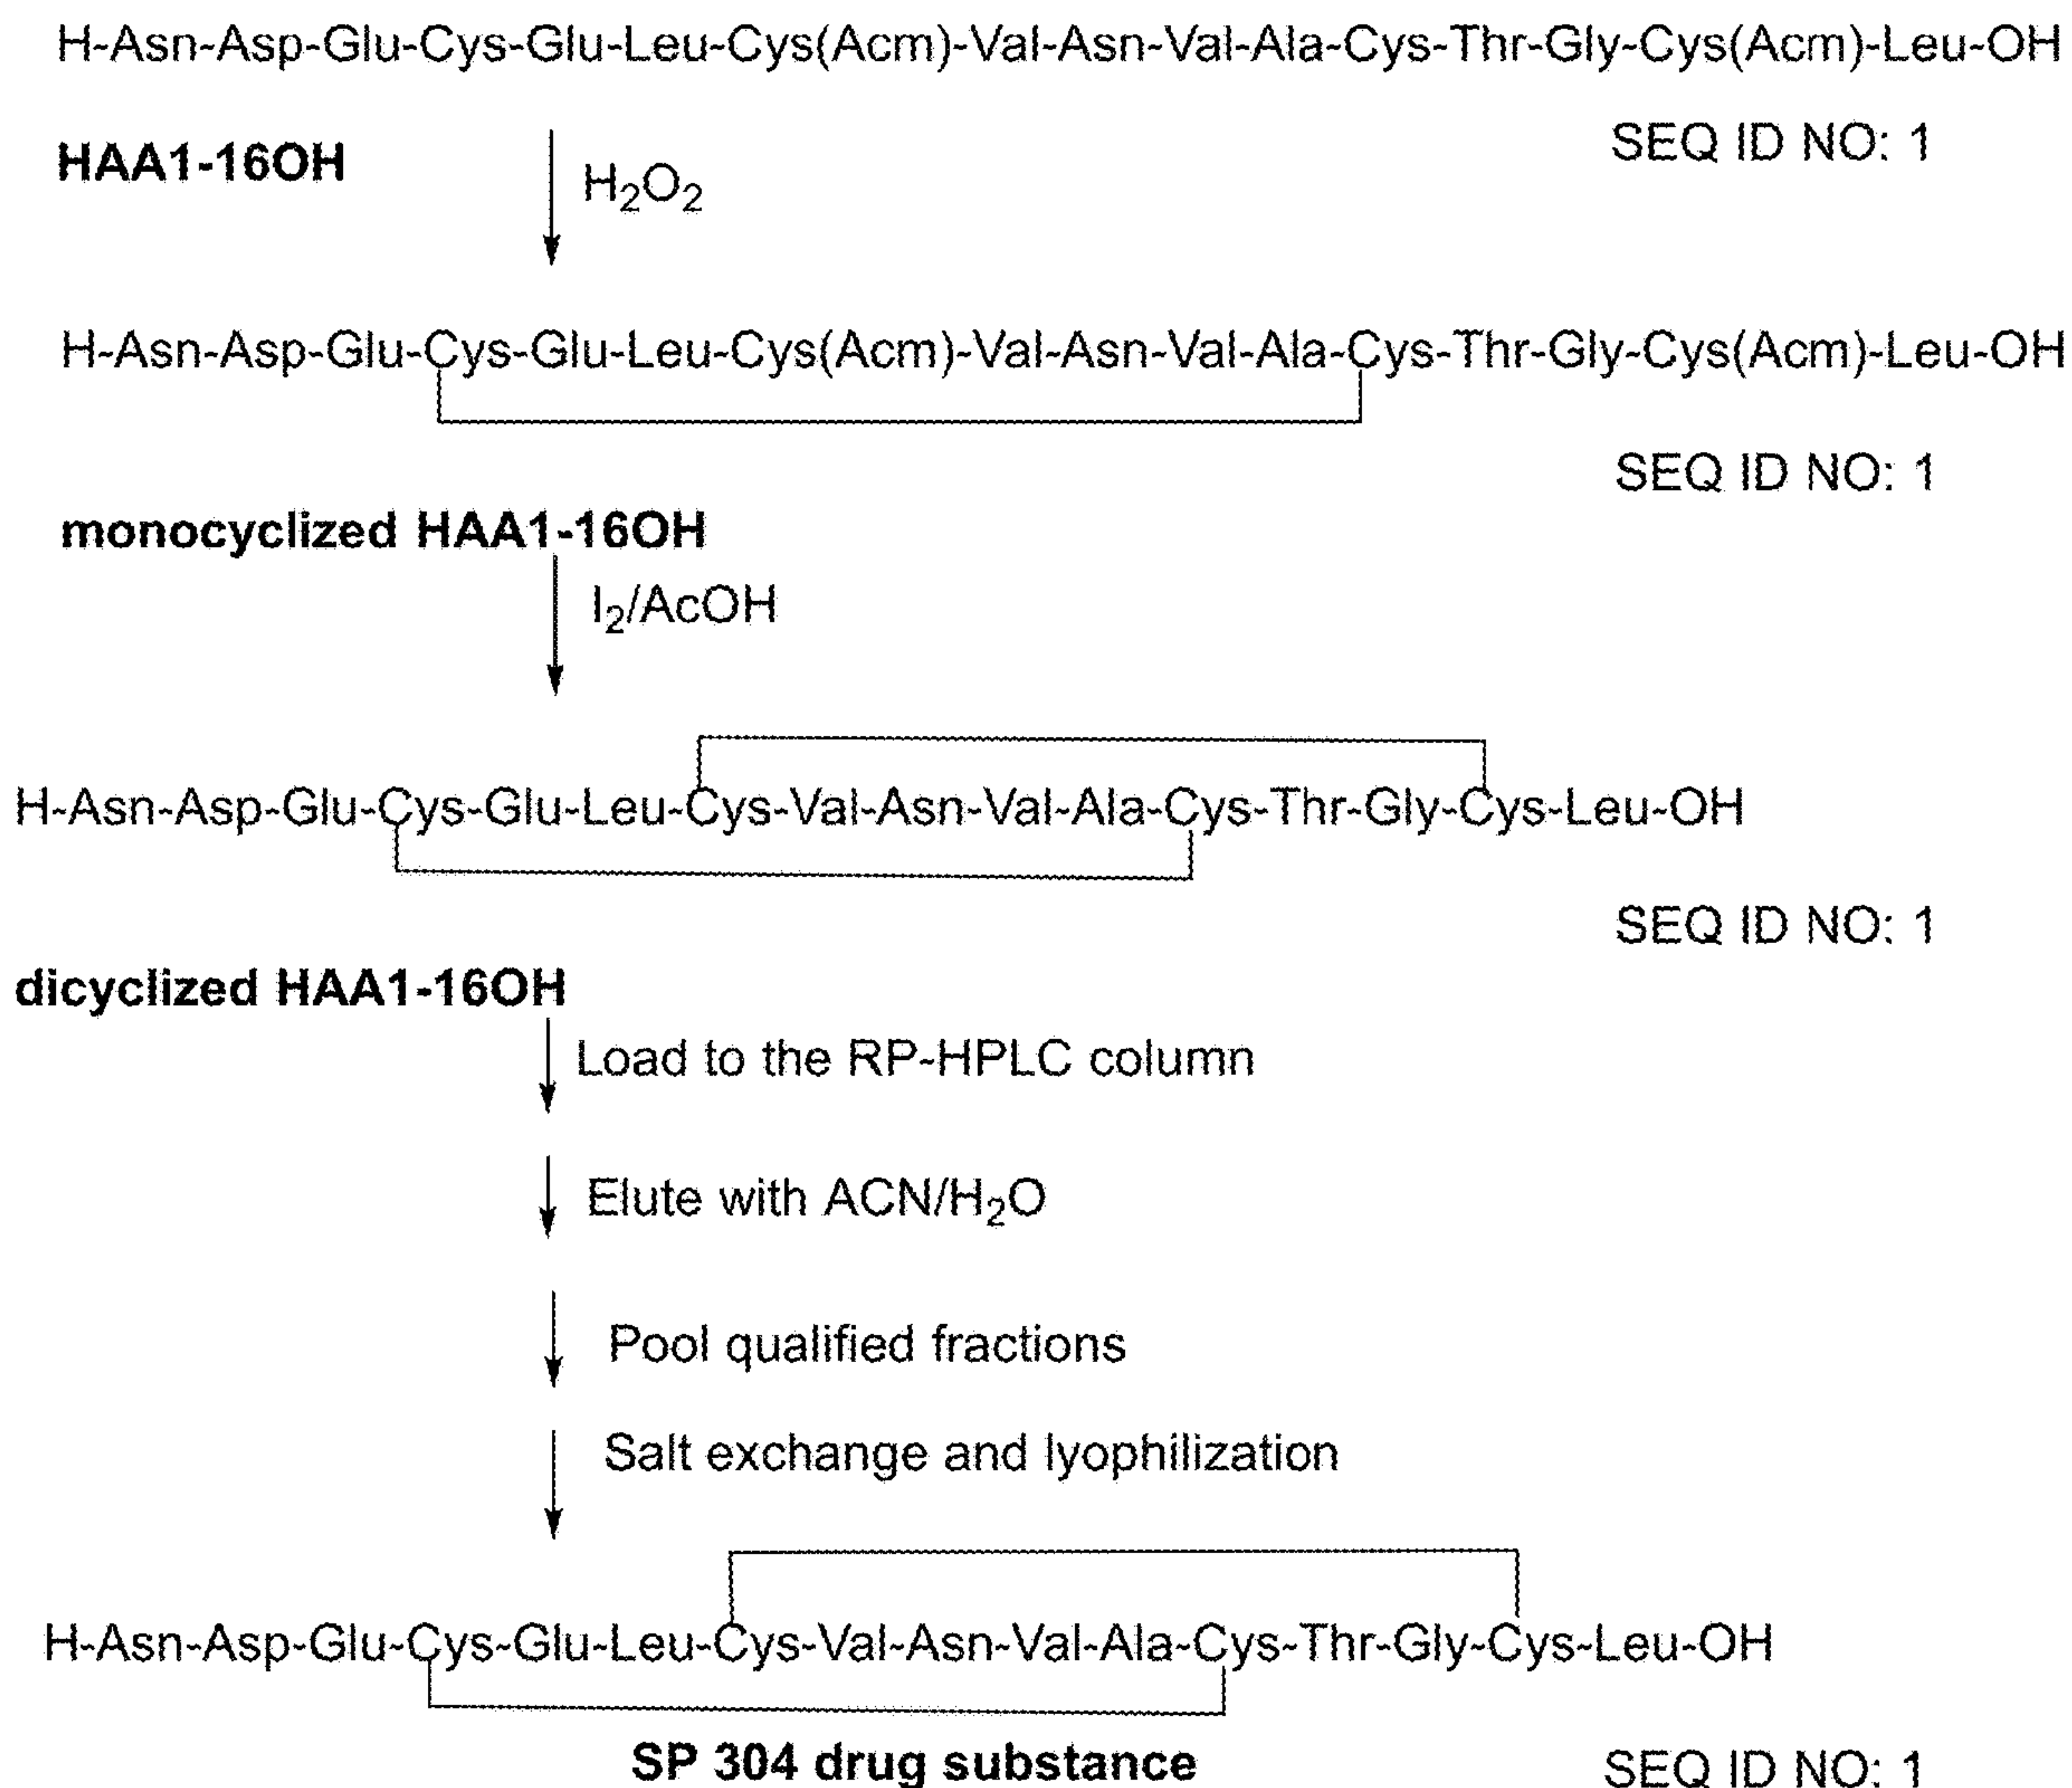 H-Asn-Asp-Glu-Cys-Glu-Leu-Cys(Acm)-Val-Asn-Val-Ala-Cys-Thr-Gly-Cys(Acm)-Leu-OH
SEQ ID NO: 1
HAA1-16OH
H₂O₂
H-Asn-Asp-Glu-Cys-Glu-Leu-Cys(Acm)-Val-Asn-Val-Ala-Cys-Thr-Gly-Cys(Acm)-Leu-OH
SEQ ID NO: 1
monocyclized HAA1-16OH
I₂/AcOH
H-Asn-Asp-Glu-Cys-Glu-Leu-Cys-Val-Asn-Val-Ala-Cys-Thr-Gly-Cys-Leu-OH
SEQ ID NO: 1
dicyclized HAA1-16OH
Load to the RP-HPLC column
Elute with ACN/H₂O
Pool qualified fractions
Salt exchange and lyophilization
H-Asn-Asp-Glu-Cys-Glu-Leu-Cys-Val-Asn-Val-Ala-Cys-Thr-Gly-Cys-Leu-OH
SP 304 drug substance
SEQ ID NO: 1